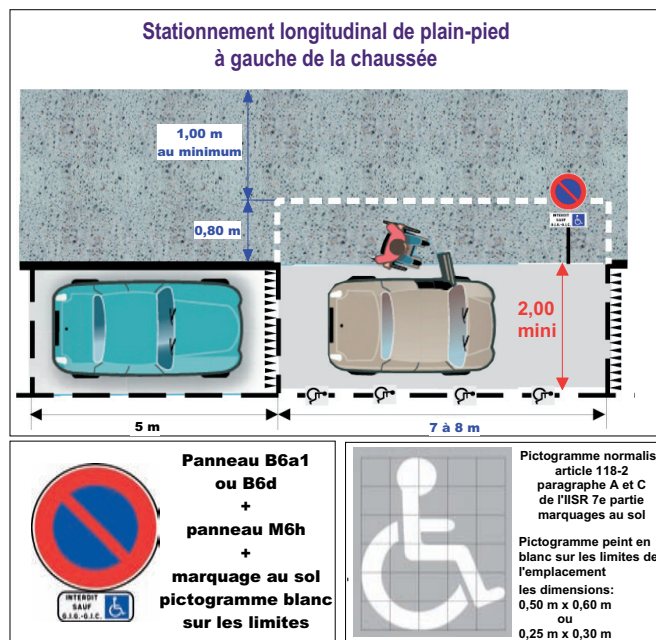 Stationnement longitudinal de plain-pied
à gauche de la chaussée
1,00 m
au minimum
0,80 m
INTERDIT
SAUF
G.I.G.-G.I.C.
2,00
mini
5 m
7 à 8 m
Panneau B6a1
ou B6d
+
panneau M6h
+
marquage au sol
pictogramme blanc
sur les limites
INTERDIT
SAUF
G.I.G.-G.I.C.
Pictogramme normalis
article 118-2
paragraphe A et C
de l'IISR 7e partie
marquages au sol
Pictogramme peint en
blanc sur les limites de
l'emplacement
les dimensions:
0,50 m x 0,60 m
ou
0,25 m x 0,30 m